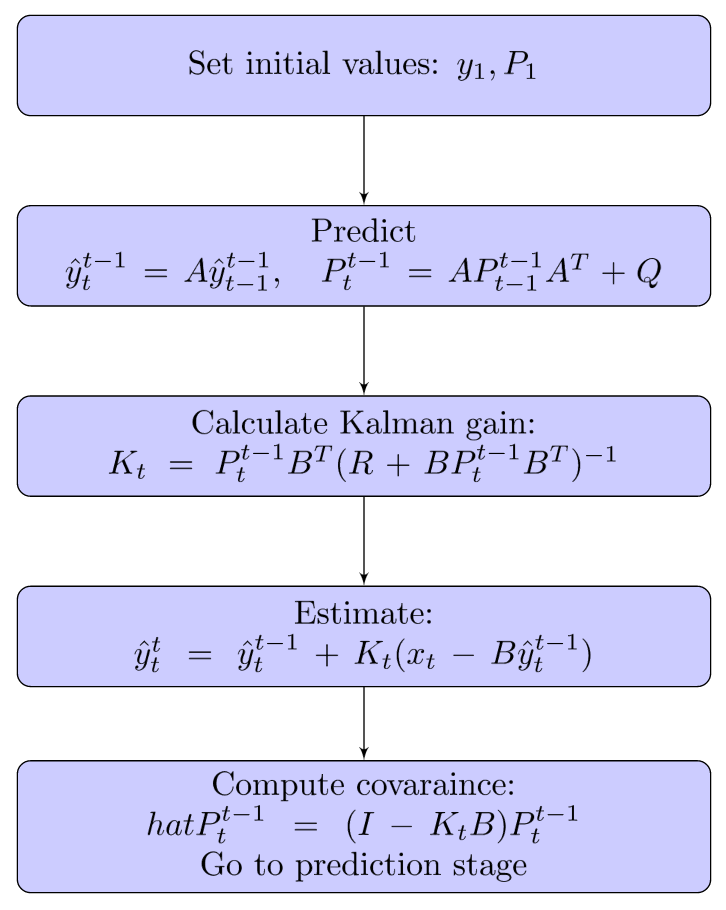 Set initial values: $y_1, P_1$
Predict
$\hat{y}_t^{t-1} = A\hat{y}_{t-1}^{t-1}, \quad P_t^{t-1} = AP_{t-1}^{t-1}A^T + Q$
Calculate Kalman gain:
$K_t = P_t^{t-1}B^T(R + BP_t^{t-1}B^T)^{-1}$
Estimate:
$\hat{y}_t^t = \hat{y}_t^{t-1} + K_t(x_t - B\hat{y}_t^{t-1})$
Compute covaraince:
$hatP_t^{t-1} = (I - K_tB)P_t^{t-1}$
Go to prediction stage